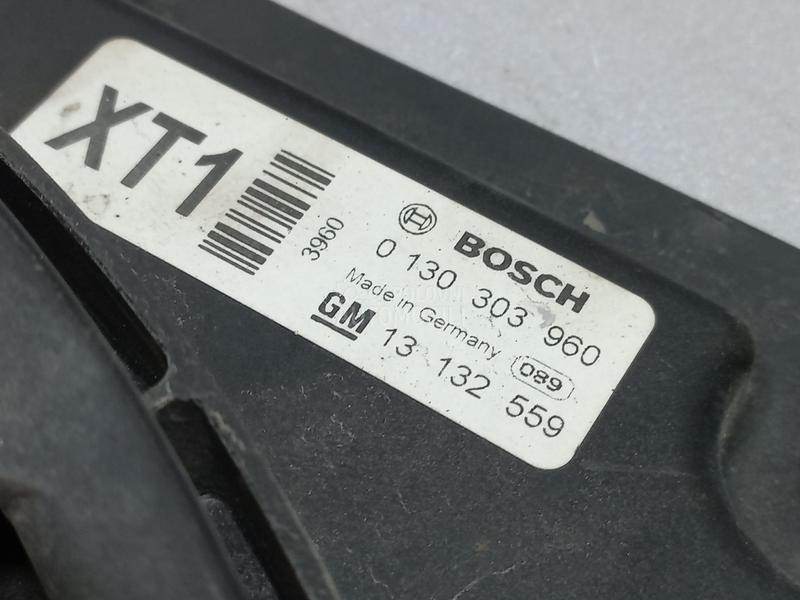 XT1
3960
BOSCH
0 130 303 960
Made in Germany
089
GM 13 132 559